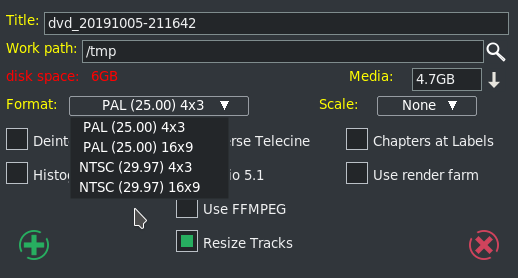 Title: dvd_20191005-211642
Work path: /tmp
disk space: 6GB Media: 4.7GB
Format: PAL (25.00) 4x3 Scale: None
PAL (25.00) 4x3
PAL (25.00) 16x9
NTSC (29.97) 4x3
NTSC (29.97) 16x9
Deint erse Telecine Chapters at Labels
Histo io 5.1 Use render farm
Use FFMPEG
Resize Tracks